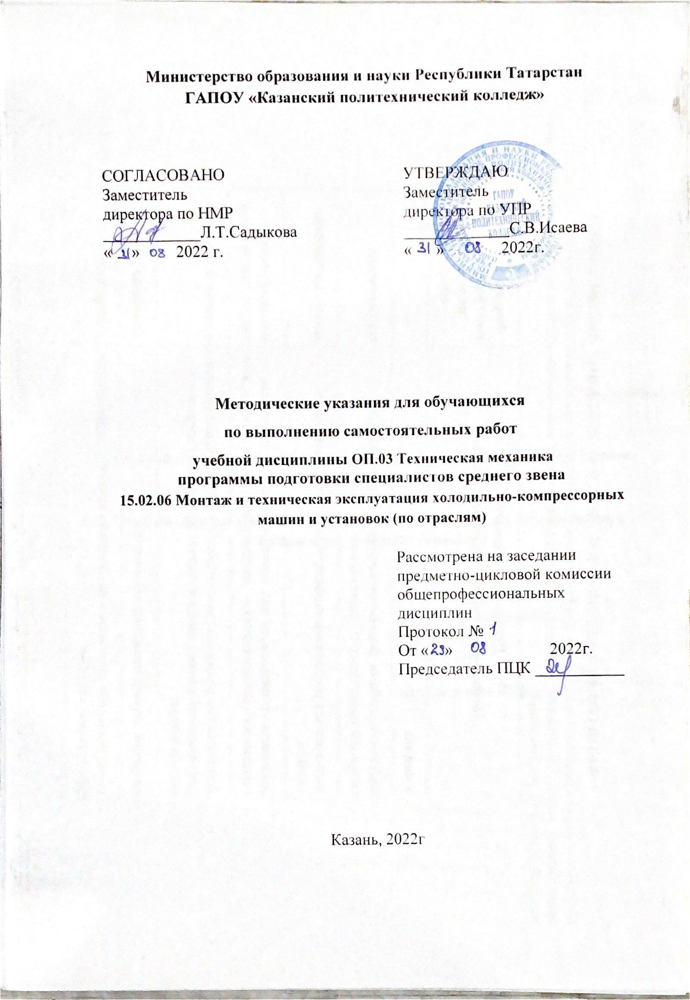 Министерство образования и науки Республики Татарстан
ГАПОУ «Казанский политехнический колледж»
СОГЛАСОВАНО
Заместитель
директора по НМР
Л.Т.Садыкова
«31» 08 2022 г.
УТВЕРЖДАЮ
Заместитель
директора по УПР
С.В.Исаева
« 31 » 08 2022г.
ГАПОУ
ПОЛИТЕХНИЧЕСКИЙ
Методические указания для обучающихся
по выполнению самостоятельных работ
учебной дисциплины ОП.03 Техническая механика
программы подготовки специалистов среднего звена
15.02.06 Монтаж и техническая эксплуатация холодильно-компрессорных
машин и установок (по отраслям)
Рассмотрена на заседании
предметно-цикловой комиссии
общепрофессиональных
дисциплин
Протокол № 1
От «29» 08 2022г.
Председатель ПЦК
Казань, 2022г